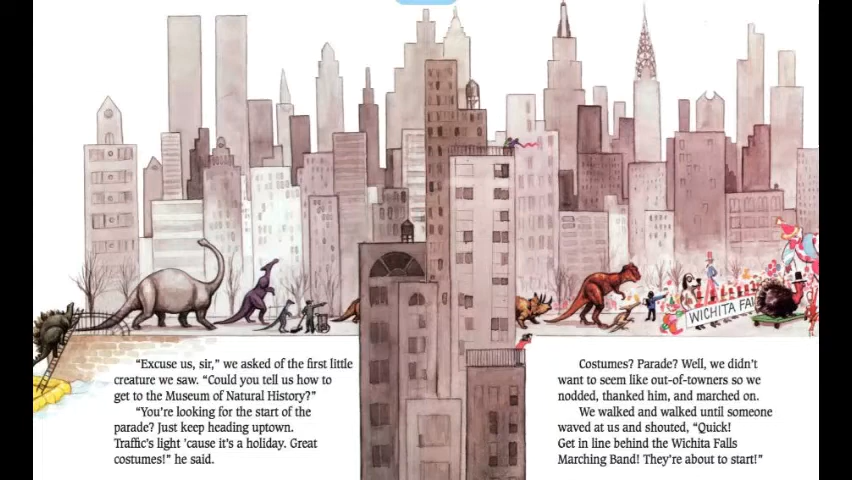 WICHITA FA
"Excuse us, sir," we asked of the first little
creature we saw. "Could you tell us how to
get to the Museum of Natural History?"
"You're looking for the start of the
parade? Just keep heading uptown.
Traffic's light 'cause it's a holiday. Great
costumes!" he said.
Costumes? Parade? Well, we didn't
want to seem like out-of-towners so we
nodded, thanked him, and marched on.
We walked and walked until someone
waved at us and shouted, "Quick!
Get in line behind the Wichita Falls
Marching Band! They're about to start!"